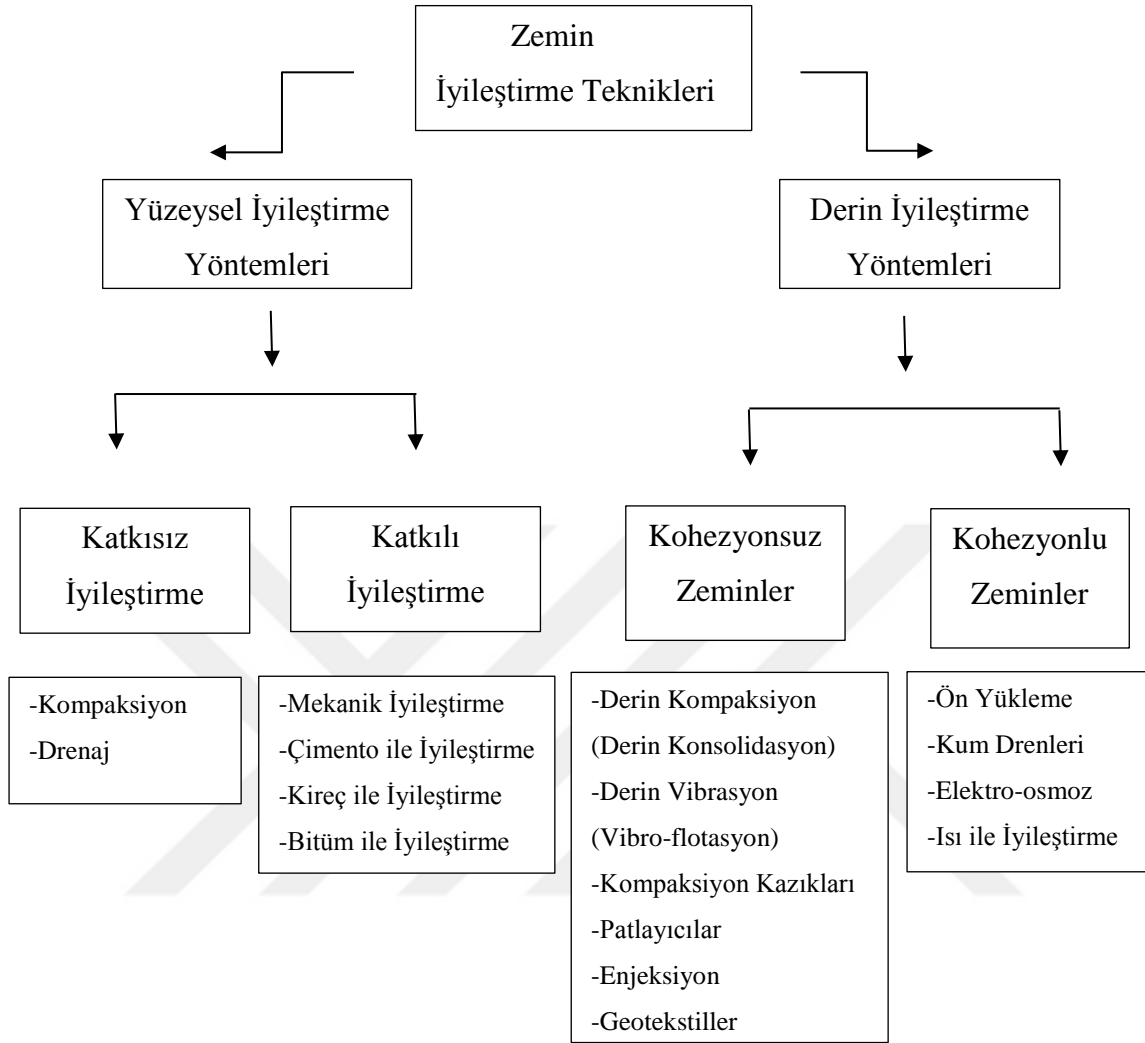 Zemin
İyileştirme Teknikleri
Yüzeysel İyileştirme
Yöntemleri
Derin İyileştirme
Yöntemleri
Katkısız
İyileştirme
Katkılı
İyileştirme
Kohezyonsuz
Zeminler
Kohezyonlu
Zeminler
-Kompaksiyon
-Drenaj
-Mekanik İyileştirme
-Çimento ile İyileştirme
-Kireç ile İyileştirme
-Bitüm ile İyileştirme
-Derin Kompaksiyon
(Derin Konsolidasyon)
-Derin Vibrasyon
(Vibro-flotasyon)
-Kompaksiyon Kazıkları
-Patlayıcılar
-Enjeksiyon
-Geotekstiller
-Ön Yükleme
-Kum Drenleri
-Elektro-osmoz
-Isı ile İyileştirme